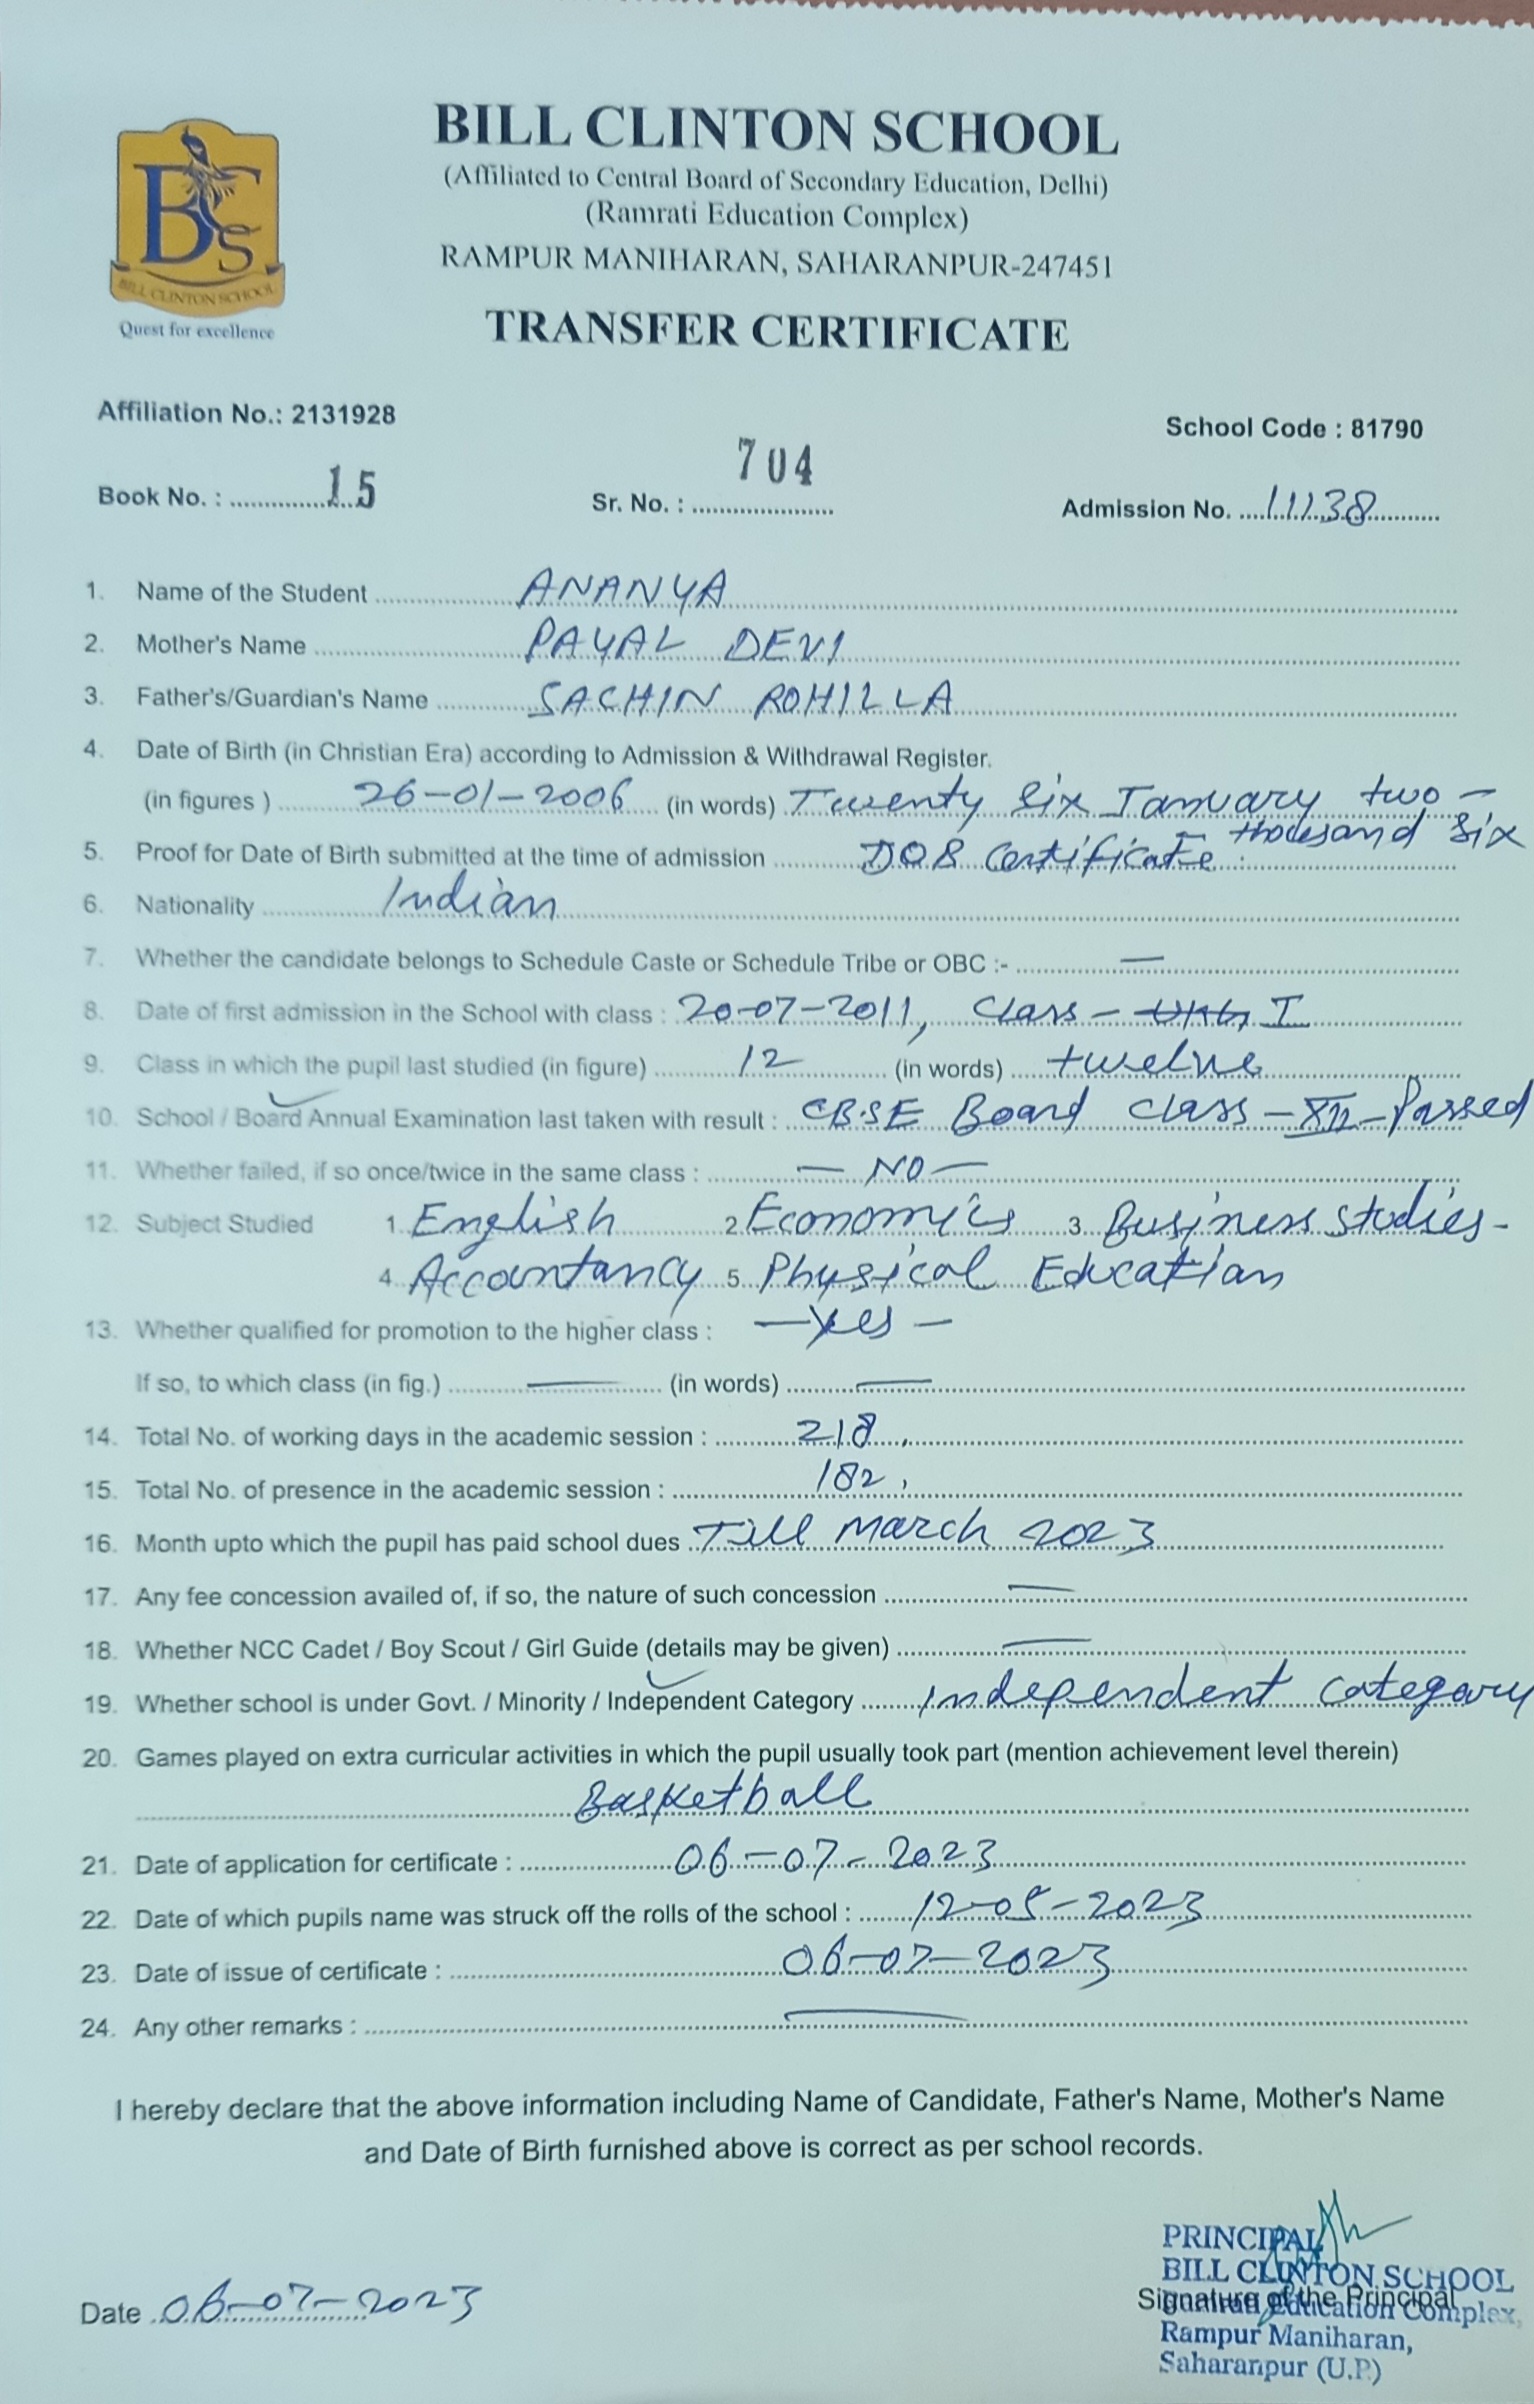 BILL CLINTON SCHOOL
(Affiliated to Central Board of Secondary Education, Delhi)
(Ramrati Education Complex)
RAMPUR MANIHARAN, SAHARANPUR-247451
BCS
BILL CLINTON SCHOOL
Quest for excellence
TRANSFER CERTIFICATE
Affiliation No.: 2131928
School Code : 81790
Book No. : 15 Sr. No. : 704 Admission No. 11138
1. Name of the Student ANANYA
2. Mother's Name PAYAL DEVI
3. Father's/Guardian's Name SACHIN ROHILLA
4. Date of Birth (in Christian Era) according to Admission & Withdrawal Register.
(in figures ) 26-01-2006 (in words) Twenty Six January two -
thousand Six
5. Proof for Date of Birth submitted at the time of admission DOB Certificate
6. Nationality Indian
7. Whether the candidate belongs to Schedule Caste or Schedule Tribe or OBC :- —
8. Date of first admission in the School with class : 20-07-2011, Class - I
9. Class in which the pupil last studied (in figure) 12 (in words) twelve
10. School / Board Annual Examination last taken with result : CBSE Board Class - XII - Passed
11. Whether failed, if so once/twice in the same class : — NO —
12. Subject Studied 1. English 2. Economics 3. Business Studies -
4. Accountancy 5. Physical Education
13. Whether qualified for promotion to the higher class : — Yes —
If so, to which class (in fig.) — (in words) —
14. Total No. of working days in the academic session : 218
15. Total No. of presence in the academic session : 182
16. Month upto which the pupil has paid school dues Till March 2023
17. Any fee concession availed of, if so, the nature of such concession —
18. Whether NCC Cadet / Boy Scout / Girl Guide (details may be given) —
19. Whether school is under Govt. / Minority / Independent Category Independent Category
20. Games played on extra curricular activities in which the pupil usually took part (mention achievement level therein)
Basketball
21. Date of application for certificate : 06-07-2023
22. Date of which pupils name was struck off the rolls of the school : 12-05-2023
23. Date of issue of certificate : 06-07-2023
24. Any other remarks : —
I hereby declare that the above information including Name of Candidate, Father's Name, Mother's Name
and Date of Birth furnished above is correct as per school records.
PRINCIPAL
BILL CLINTON SCHOOL
Signature of the Principal
Education Complex,
Rampur Maniharan,
Saharanpur (U.P.)
Date 06-07-2023